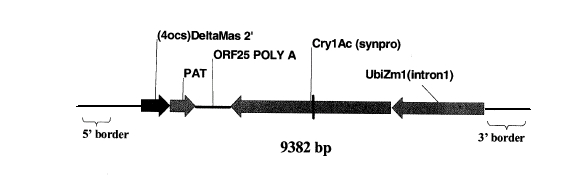 (4ocs)DeltaMas 2'
ORF25 POLY A
Cry1Ac (synpro)
PAT
UbiZm1(intron1)
5' border
3' border
9382 bp